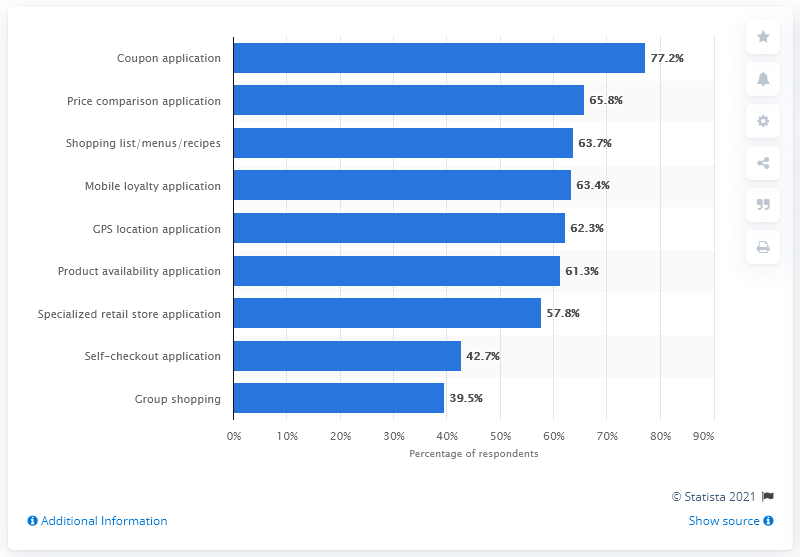 Coupon application 77.2%
Price comparison application 65.8%
Shopping list/menus/recipes 63.7%
Mobile loyalty application 63.4%
GPS location application 62.3%
Product availability application 61.3%
Specialized retail store application 57.8%
Self-checkout application 42.7%
Group shopping 39.5%
0% 10% 20% 30% 40% 50% 60% 70% 80% 90%
Percentage of respondents
© Statista 2021
Additional Information Show source